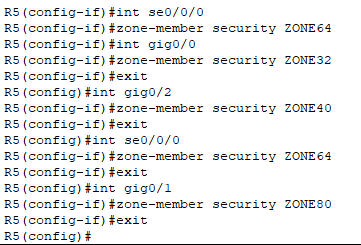 R5(config-if)#int se0/0/0
R5(config-if)#zone-member security ZONE64
R5(config-if)#int gig0/0
R5(config-if)#zone-member security ZONE32
R5(config-if)#exit
R5(config)#int gig0/2
R5(config-if)#zone-member security ZONE40
R5(config-if)#exit
R5(config)#int se0/0/0
R5(config-if)#zone-member security ZONE64
R5(config-if)#exit
R5(config)#int gig0/1
R5(config-if)#zone-member security ZONE80
R5(config-if)#exit
R5(config)#